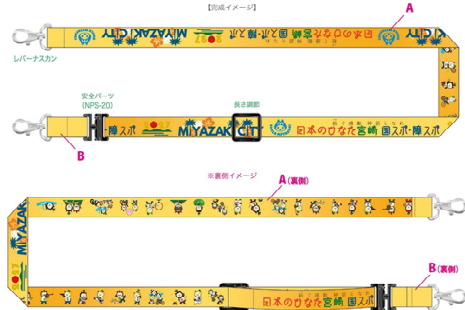 【完成イメージ】
A
MIYAZAKI CITY
日本のひなた宮崎 国スポ・障スポ
MIYAZAKI CITY
レバーナスカン
安全パーツ
(NPS-20)
長さ調節
障スポ
MIYAZAKI CITY
日本のひなた宮崎 国スポ・障スポ
B
※裏側イメージ
A(裏側)
MIYAZAK
B(裏側)
日本のひなた宮崎 国スポ